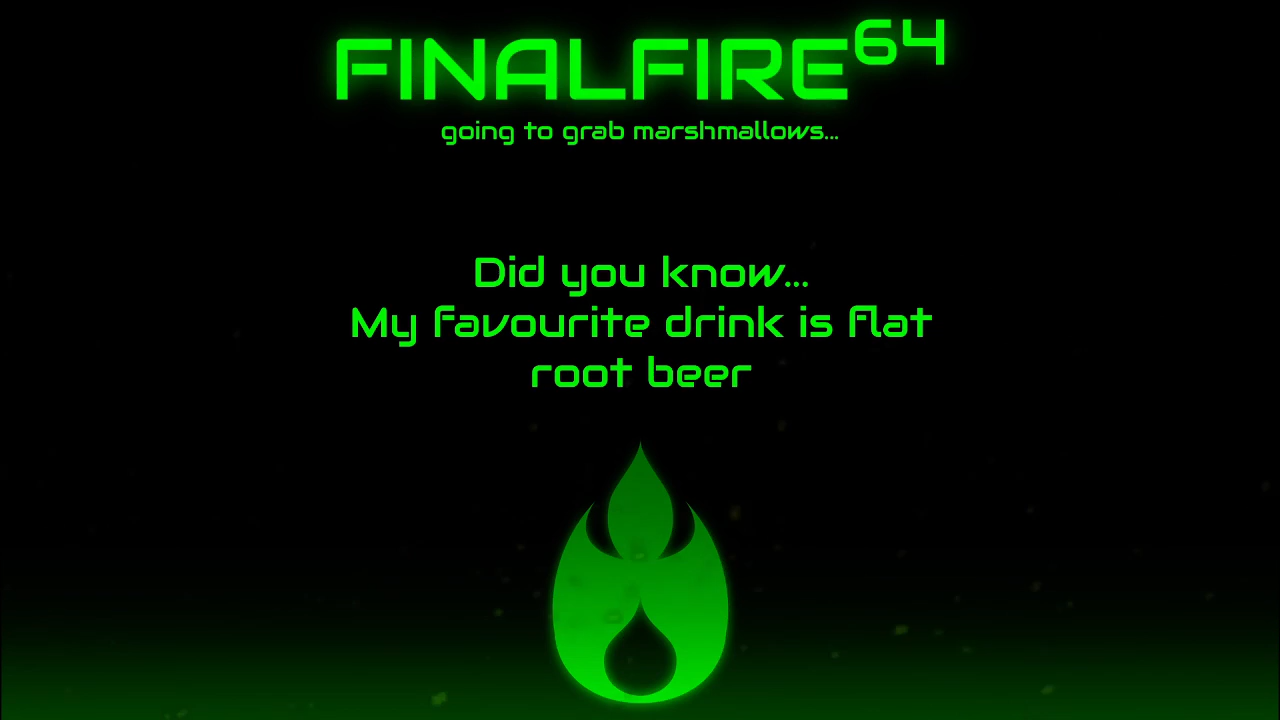 FINALFIRE⁶⁴
going to grab marshmallows...
Did you know...
My favourite drink is flat
root beer